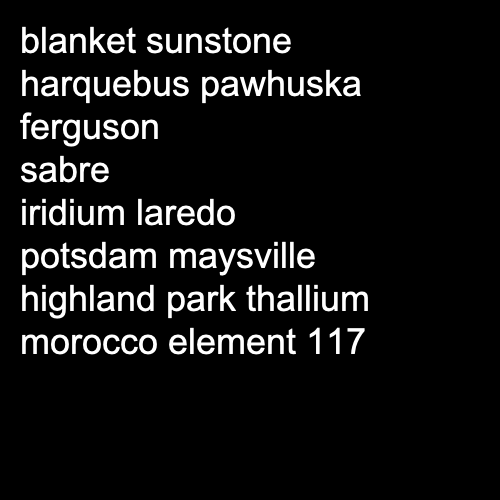 blanket sunstone
harquebus pawhuska
ferguson
sabre
iridium laredo
potsdam maysville
highland park thallium
morocco element 117